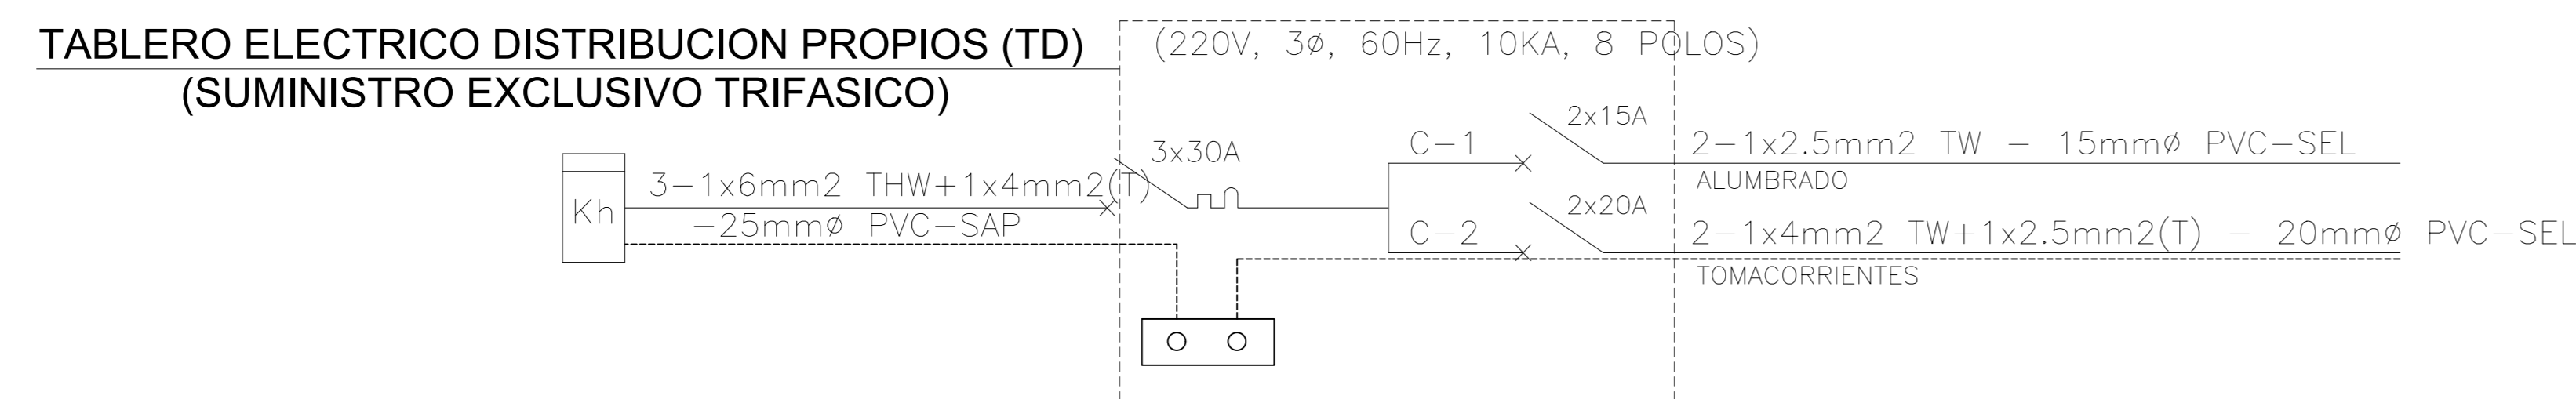 TABLERO ELECTRICO DISTRIBUCION PROPIOS (TD)
(SUMINISTRO EXCLUSIVO TRIFASICO)
(220V, 3ø, 60Hz, 10KA, 8 POLOS)
Kh
3-1x6mm2 THW+1x4mm2(T)
-25mmø PVC-SAP
3x30A
C-1
2x15A
2-1x2.5mm2 TW - 15mmø PVC-SEL
ALUMBRADO
C-2
2x20A
2-1x4mm2 TW+1x2.5mm2(T) - 20mmø PVC-SEL
TOMACORRIENTES